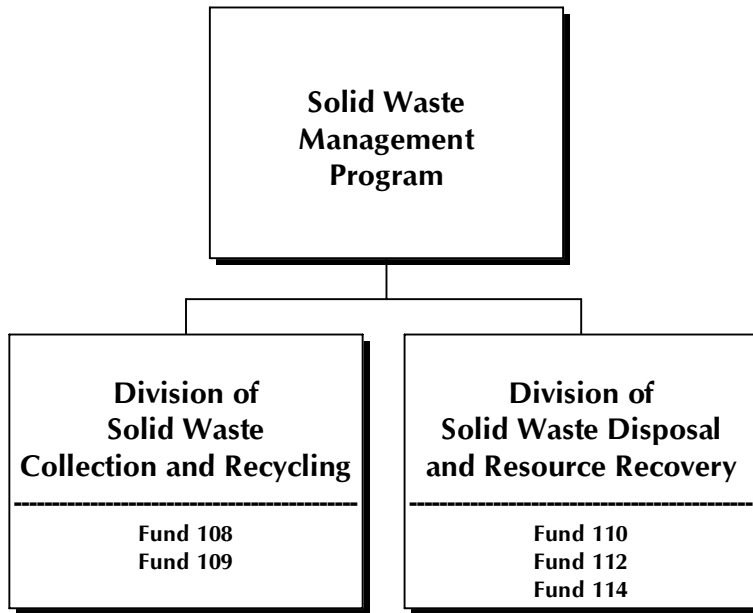 Solid Waste
Management
Program
Division of
Solid Waste
Collection and Recycling
Fund 108
Fund 109
Division of
Solid Waste Disposal
and Resource Recovery
Fund 110
Fund 112
Fund 114